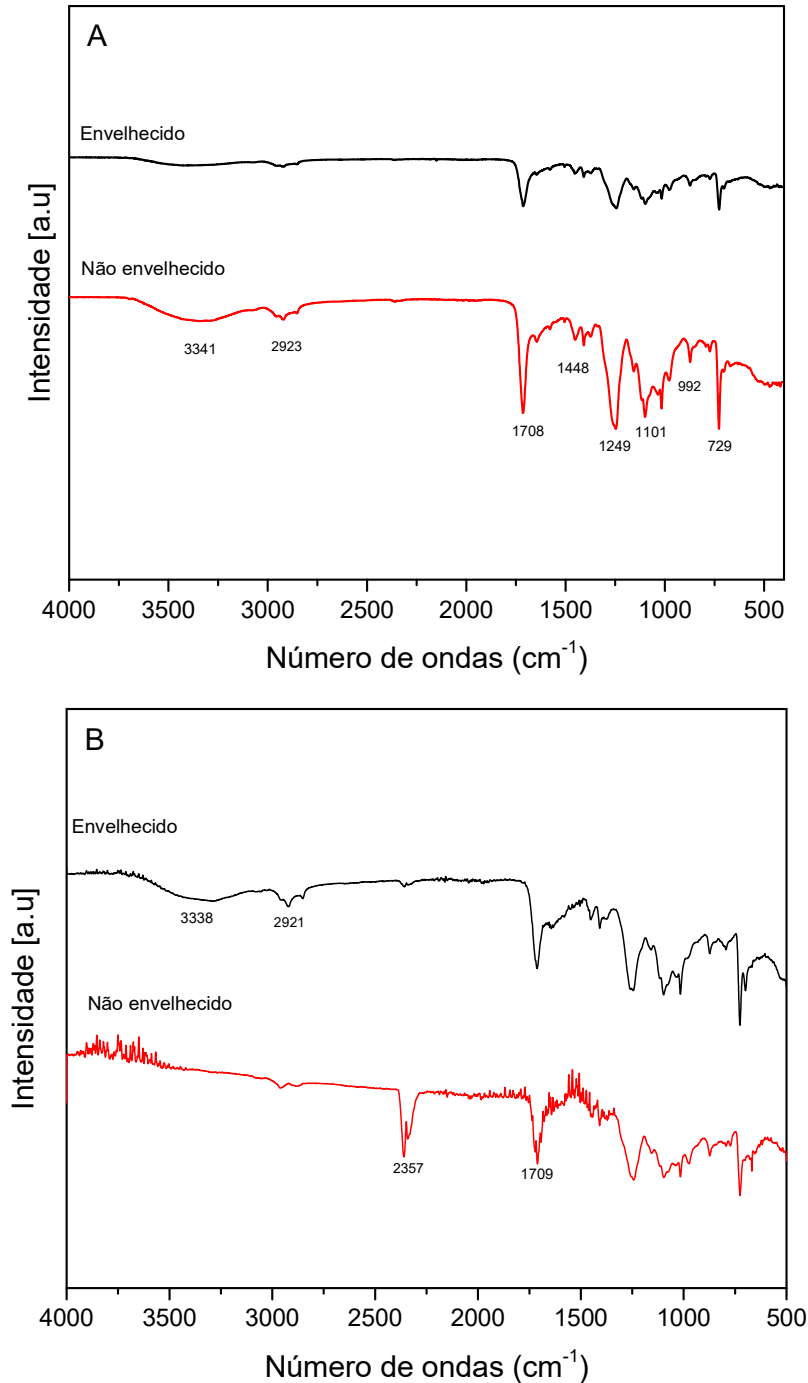 A
Envelhecido
Não envelhecido
3341
2923
1708
1448
1249
1101
992
729
Intensidade [a.u]
4000 3500 3000 2500 2000 1500 1000 500
Número de ondas (cm⁻¹)
B
Envelhecido
3338
2921
Não envelhecido
2357
1709
Intensidade [a.u]
4000 3500 3000 2500 2000 1500 1000 500
Número de ondas (cm⁻¹)